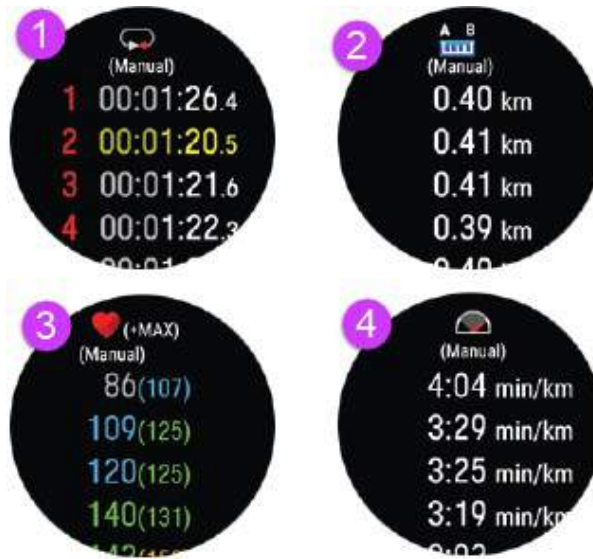 1
(Manual)
1 00:01:26.4
2 00:01:20.5
3 00:01:21.6
4 00:01:22.3
2
A B
(Manual)
0.40 km
0.41 km
0.41 km
0.39 km
3
(+MAX)
(Manual)
86(107)
109(125)
120(125)
140(131)
4
(Manual)
4:04 min/km
3:29 min/km
3:25 min/km
3:19 min/km